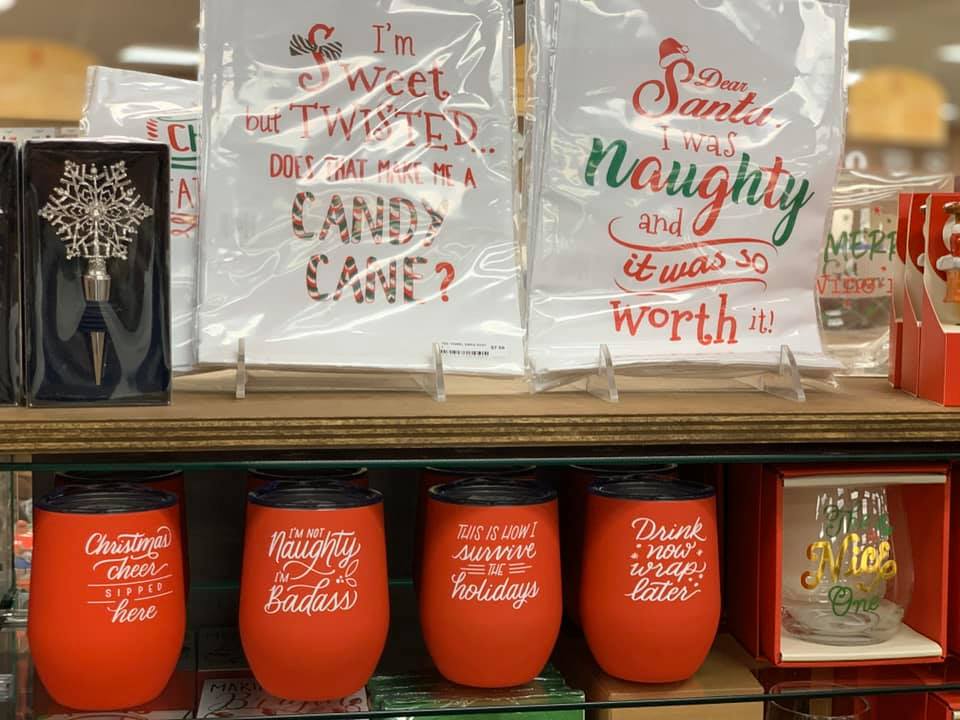 I'm
Sweet
but TWISTED..
DOES THAT MAKE ME A
CANDY
CANE?
Dear
Santa,
I was
naughty
and
it was so
worth it!
MERR
Christmas
cheer
SIPPED
here
I'M NOT
Naughty
I'M
Badass
THIS IS HOW I
survive
THE
holidays
Drink
now
wrap
later
The
Nice
One